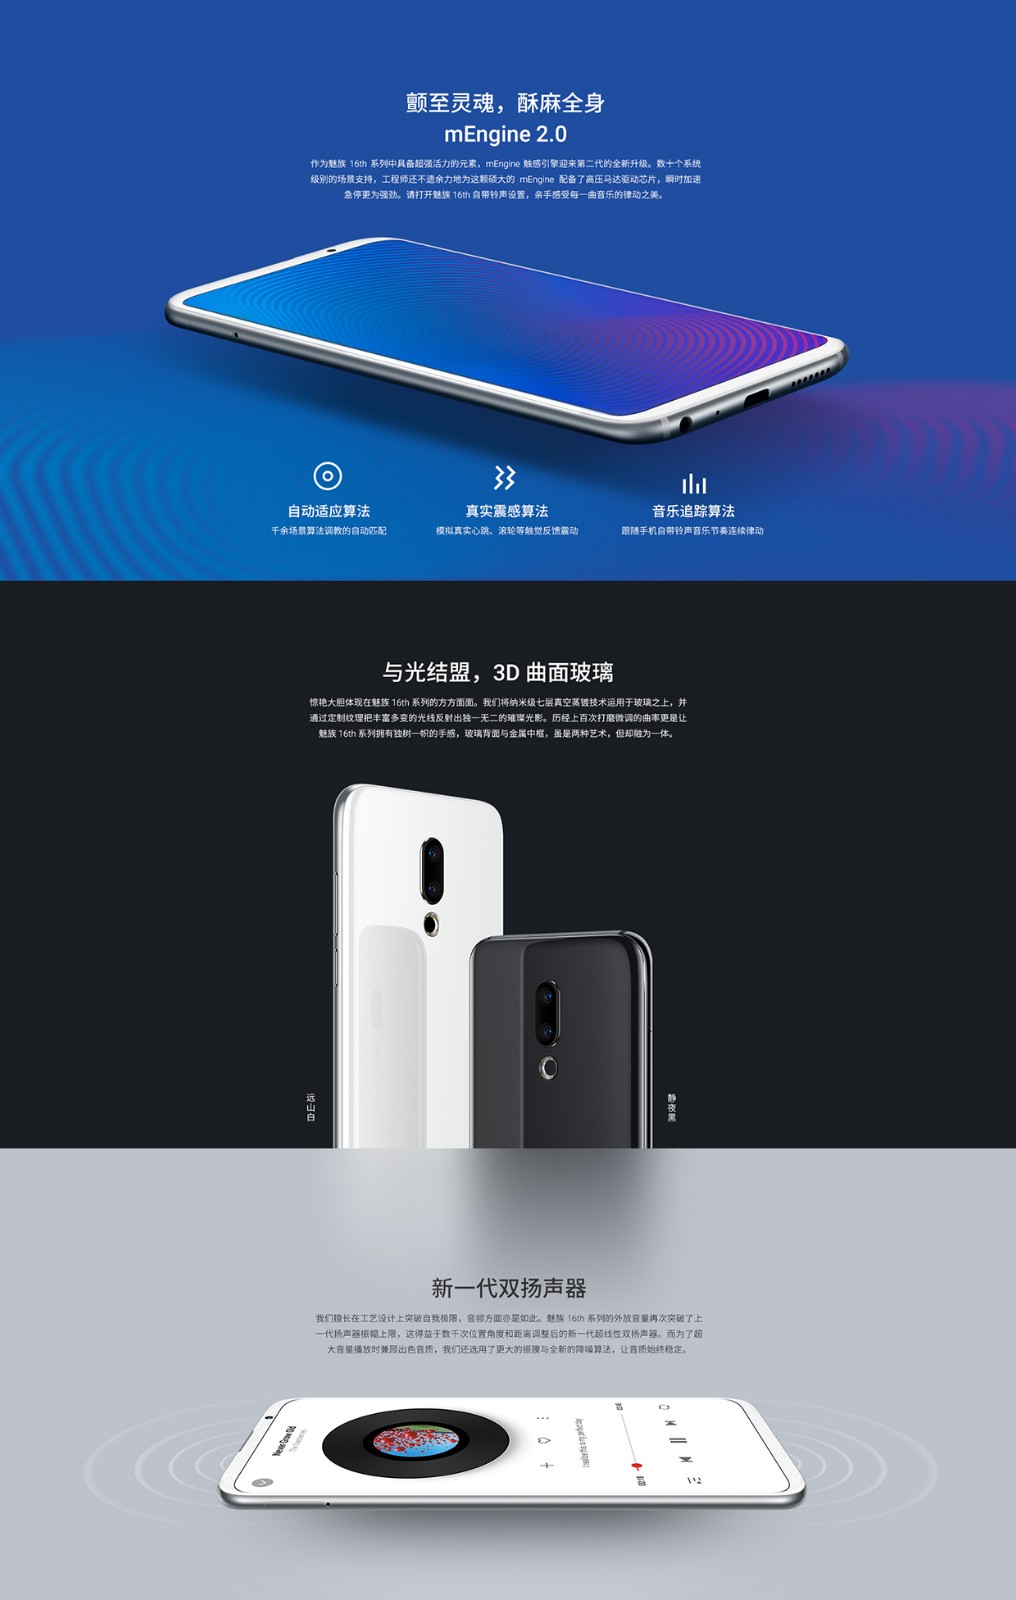 颤至灵魂，酥麻全身
mEngine 2.0
作为魅族 16th 系列中具备超强活力的元素，mEngine 触感引擎迎来第二代的全新升级。数十个系统
级别的场景支持，工程师还不遗余力地为这颗硕大的 mEngine 配备了高压马达驱动芯片，瞬时加速
急停更为强劲。请打开魅族 16th 自带铃声设置，亲手感受每一曲音乐的律动之美。
自动适应算法
千余场景算法调教的自动匹配
真实震感算法
模拟真实心跳、滚轮等触觉反馈震动
音乐追踪算法
跟随手机自带铃声音乐节奏连续律动
与光结盟，3D 曲面玻璃
惊艳大胆体现在魅族 16th 系列的方方面面。我们将纳米级七层真空蒸镀技术运用于玻璃之上，并
通过定制纹理把丰富多变的光线反射出独一无二的璀璨光影。历经上百次打磨微调的曲率更是让
魅族 16th 系列拥有独树一帜的手感，玻璃背面与金属中框，虽是两种艺术，但却融为一体。
远山白
静夜黑
新一代双扬声器
我们擅长在工艺设计上突破自我极限，音频方面亦是如此。魅族 16th 系列的外放音量再次突破了上
一代扬声器振幅上限，这得益于数千次位置角度和距离调整后的新一代超线性双扬声器。而为了超
大音量播放时兼顾出色音质，我们还选用了更大的振膜与全新的降噪算法，让音质始终稳定。
Never Grow Old
The Cranberries
I realize this is my perfect day
00:18